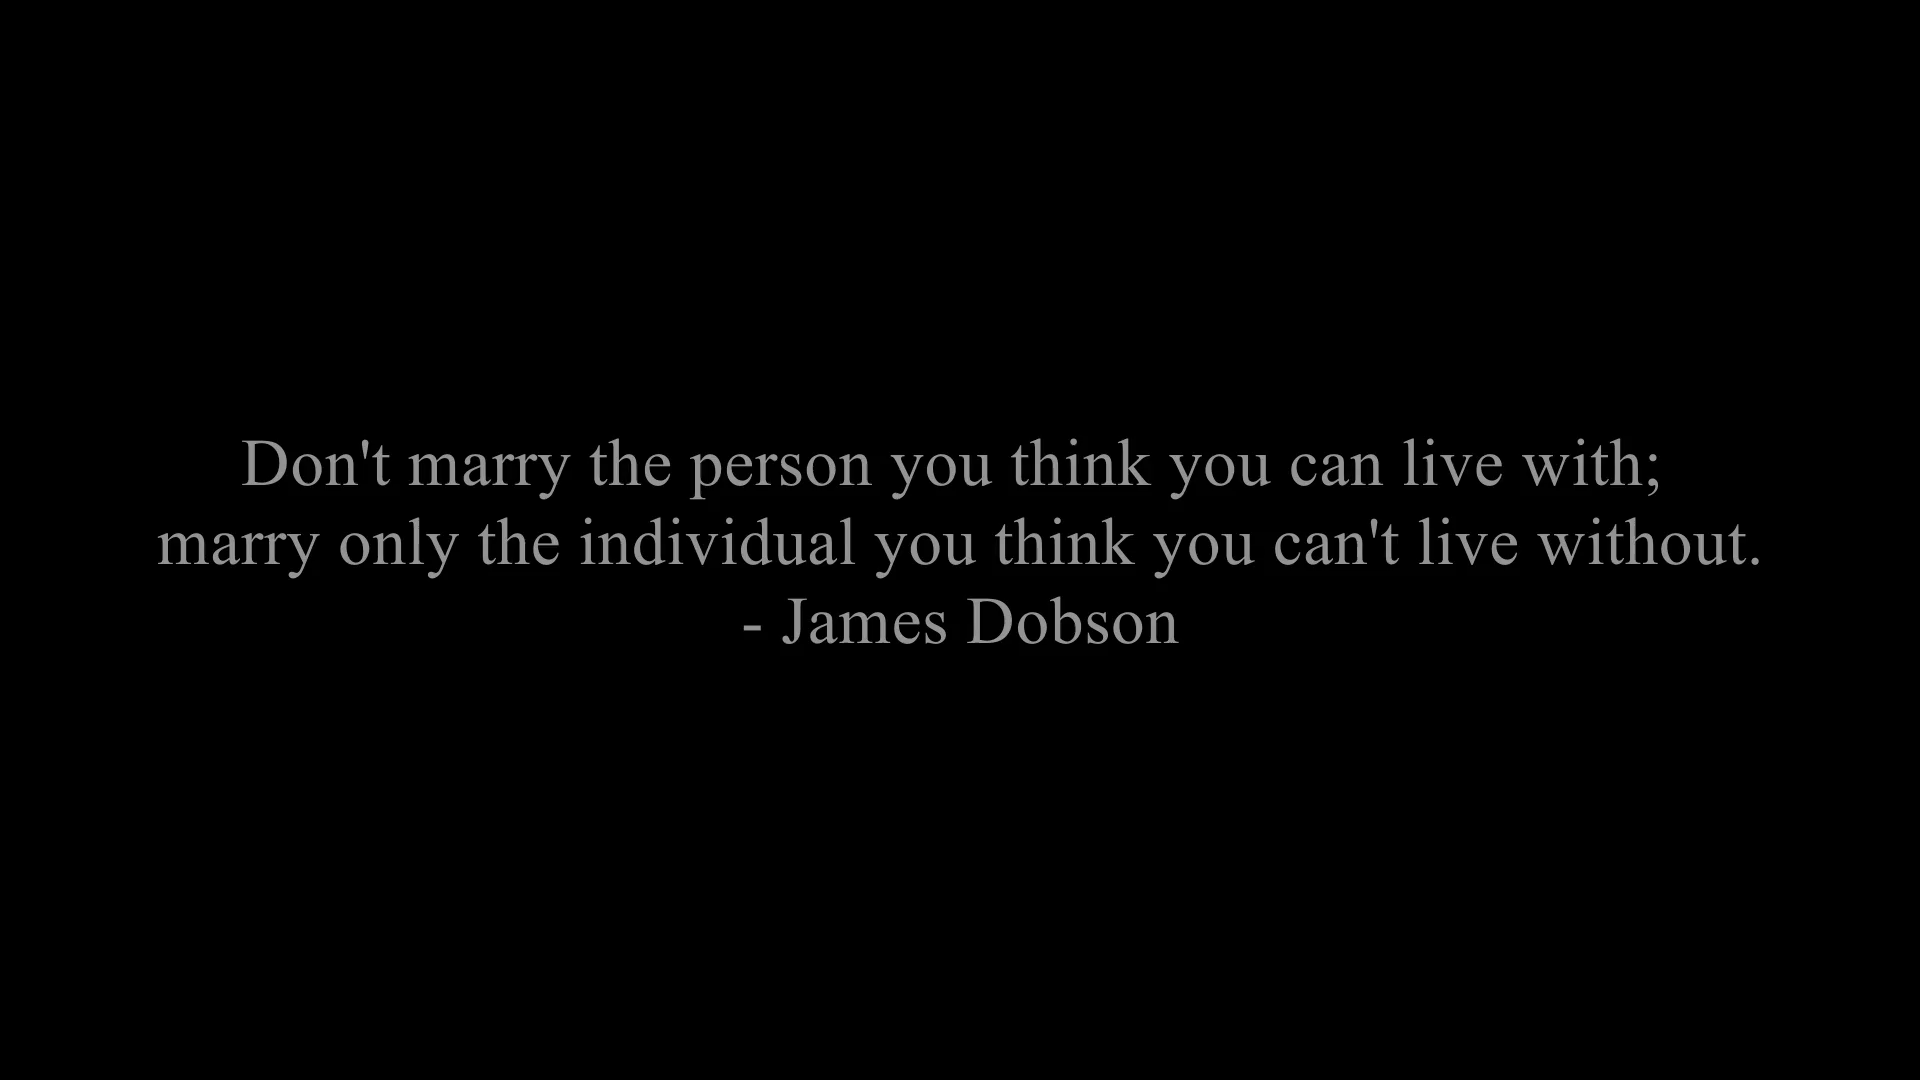 Don't marry the person you think you can live with;
marry only the individual you think you can't live without.
- James Dobson